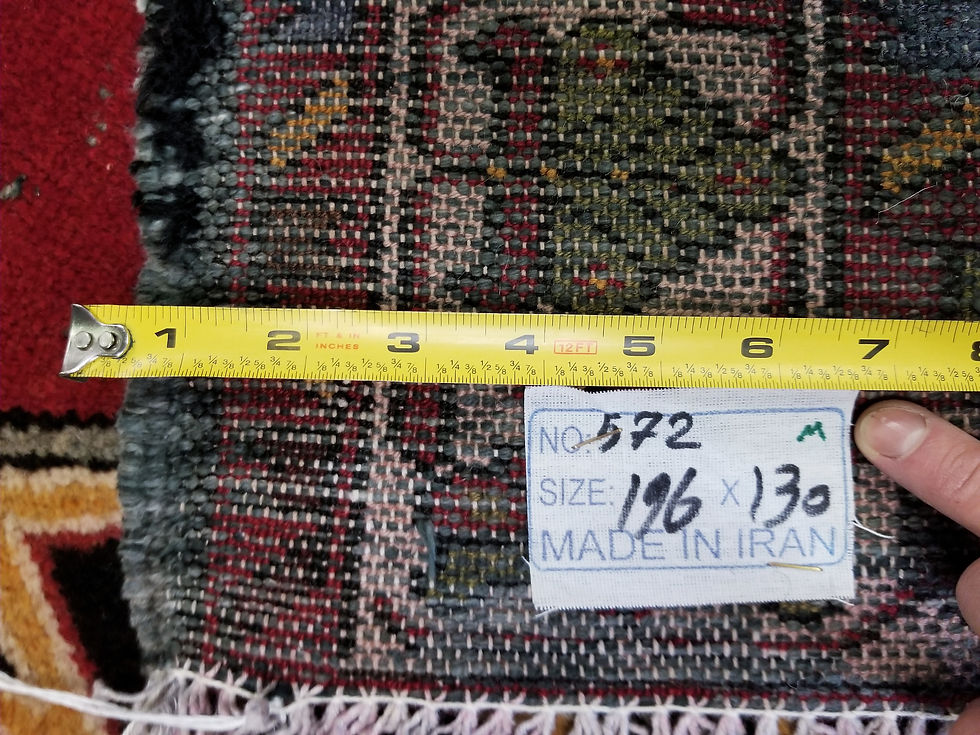 1 2 FT & IN INCHES 3 4 12FT 5 6 7 8
NO: 572 M
SIZE: 196 X 130
MADE IN IRAN